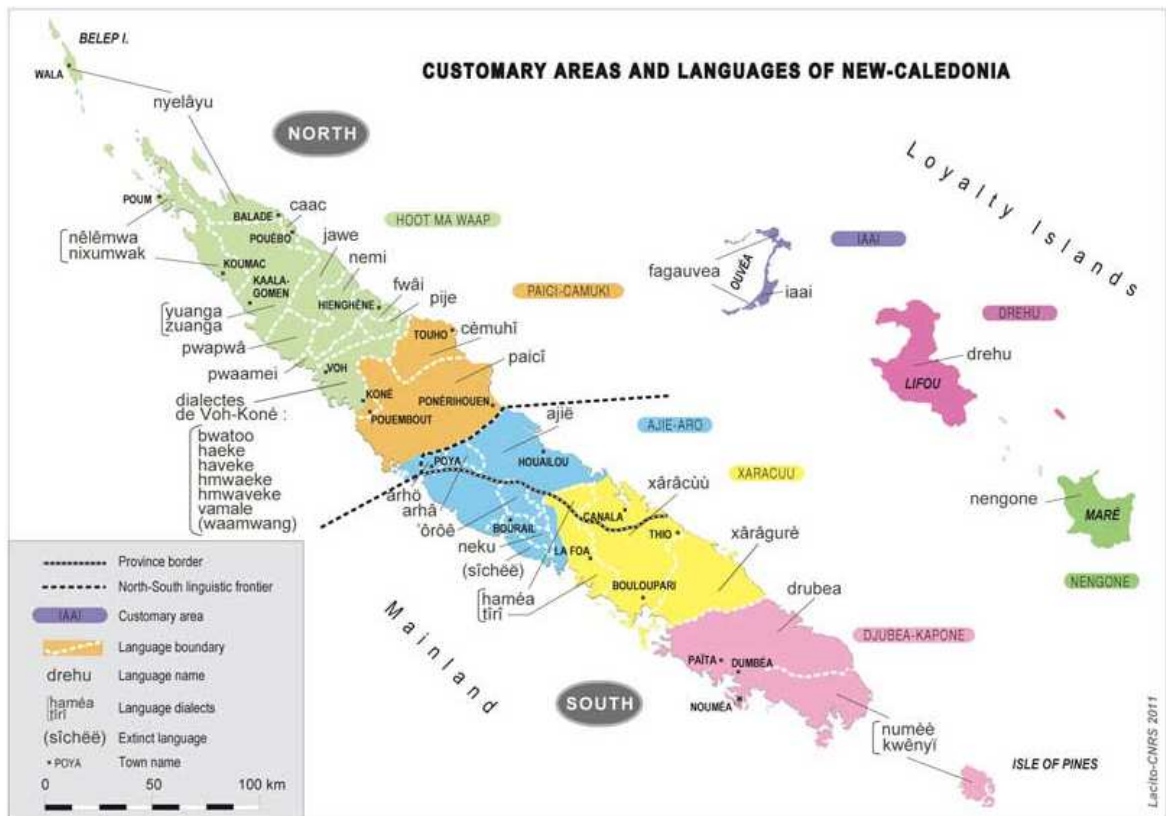 CUSTOMARY AREAS AND LANGUAGES OF NEW-CALEDONIA
BELEP I.
WALA
nyelâyu
NORTH
Loyalty Islands
POUM
BALADE
caac
HOOT MA WAAP
POUÉBO
jawe
nêlêmwa
nixumwak
KOUMAC
nemi
IAAI
fagauvea
OUVÉA
iaai
KAALA-
GOMEN
HIENGHÈNE
fwâi
pije
PAICI-CAMUKI
yuanga
zuanga
DREHU
TOUHO
cèmuhî
pwapwâ
paicî
drehu
pwaamei
VOH
LIFOU
dialectes
de Voh-Koné :
KONÉ
PONÉRIHOUEN
POUEMBOUT
ajië
AJIE-ARO
bwatoo
haeke
haveke
hmwaeke
hmwaveke
vamale
(waamwang)
POYA
HOUAILOU
XARACUU
arhö
arhâ
xârâcùù
nengone
MARÉ
'ôrôê
CANALA
BOURAIL
THIO
neku
LA FOA
xârâgurè
(sîchëë)
NENGONE
BOULOUPARI
haméa
tîrî
drubea
DJUBEA-KAPONE
Mainland
PAÏTA
DUMBÉA
SOUTH
NOUMÉA
numèè
kwênyï
ISLE OF PINES
Province border
North-South linguistic frontier
IAAI
Customary area
Language boundary
drehu
Language name
haméa
tîrî
Language dialects
(sîchëë)
Extinct language
• POYA
Town name
0 50 100 km
Lacito-CNRS 2011